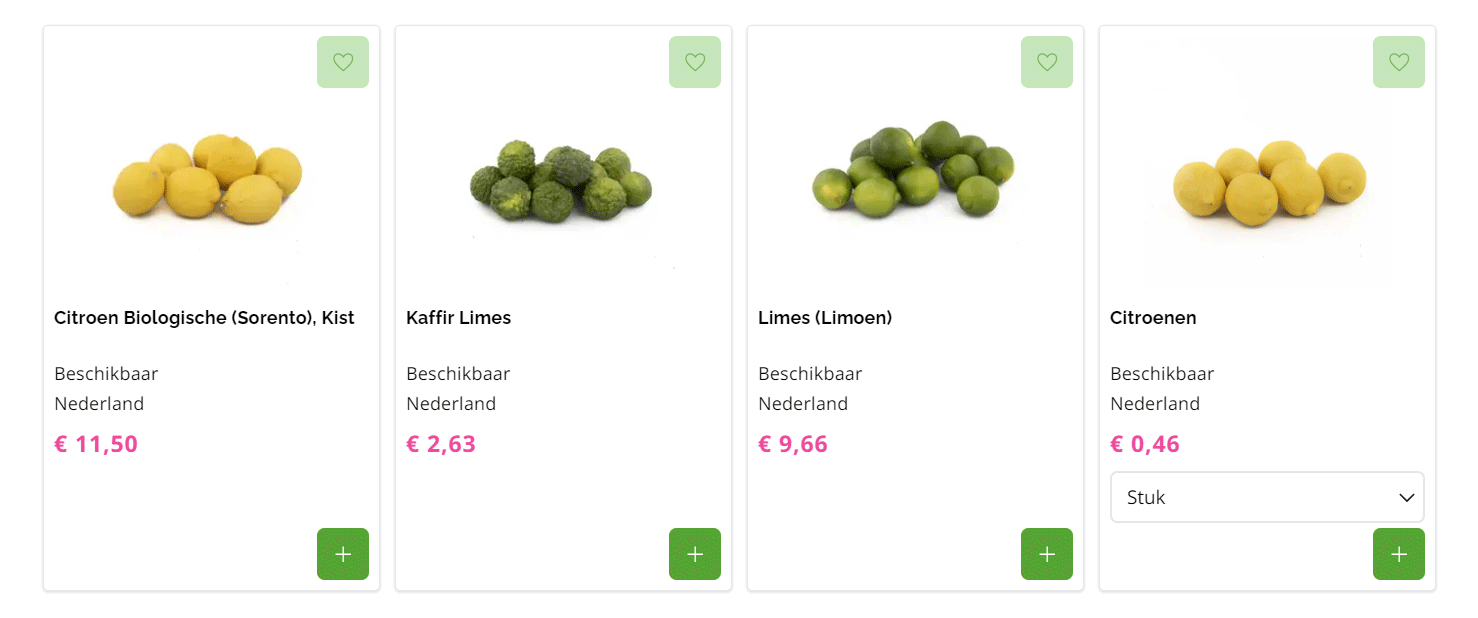 Citroen Biologische (Sorento), Kist
Beschikbaar
Nederland
€ 11,50
Kaffir Limes
Beschikbaar
Nederland
€ 2,63
Limes (Limoen)
Beschikbaar
Nederland
€ 9,66
Citroenen
Beschikbaar
Nederland
€ 0,46
Stuk